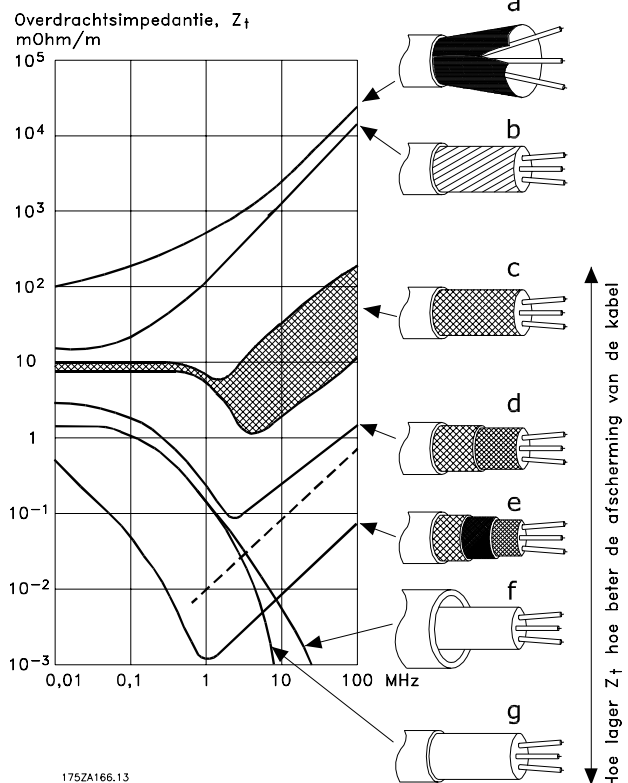 Overdrachtsimpedantie, Zt
mOhm/m
10⁵
10⁴
10³
10²
10
1
10⁻¹
10⁻²
10⁻³
0,01 0,1 1 10 100 MHz
a
b
c
d
e
f
g
Hoe lager Zt hoe beter de afscherming van de kabel
175ZA166.13